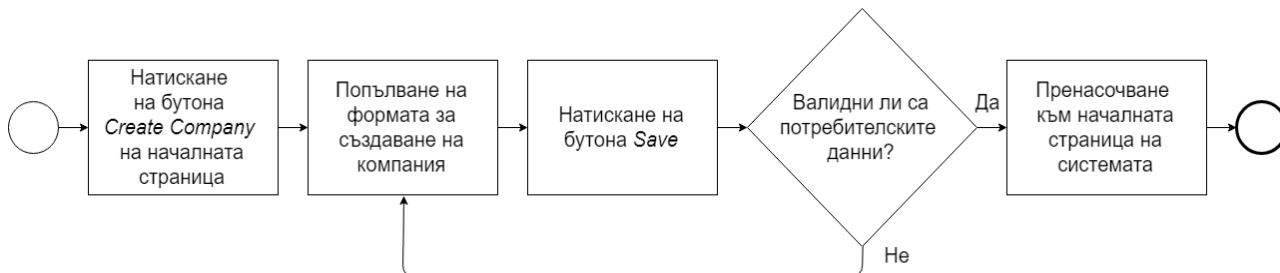 Натискане
на бутона
Create Company
на началната
страница
Попълване на
формата за
създаване на
компания
Натискане на
бутона Save
Валидни ли са
потребителските
данни?
Да
Пренасочване
към началната
страница на
системата
Не